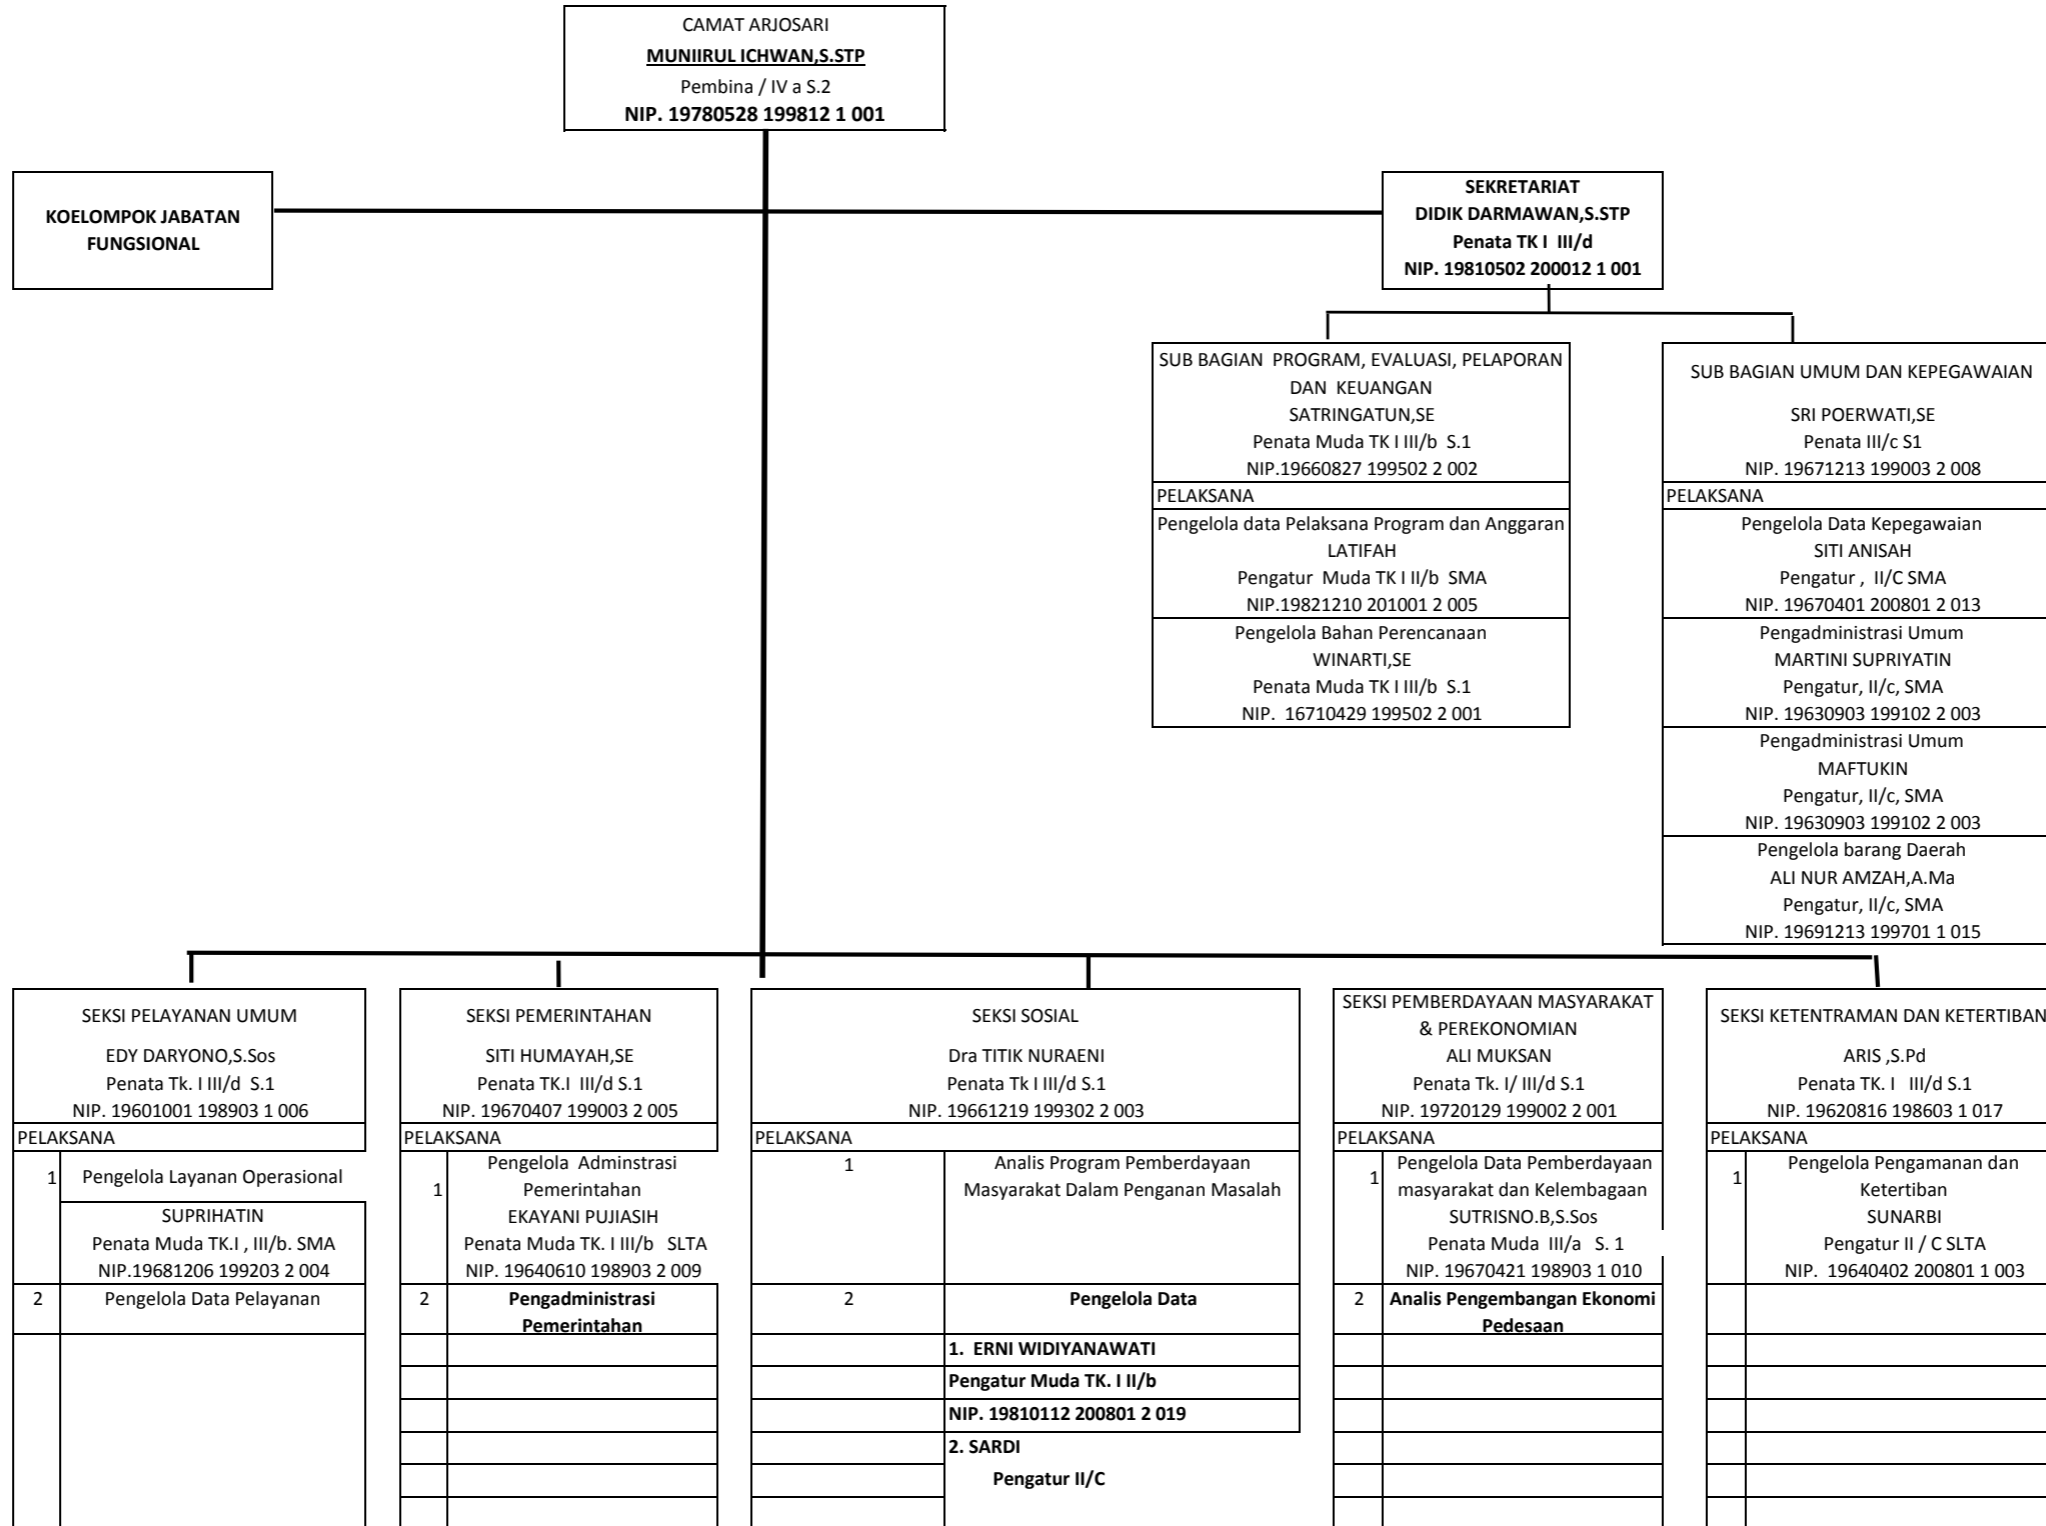 CAMAT ARJOSARI
MUNIIRUL ICHWAN,S.STP
Pembina / IV a S.2
NIP. 19780528 199812 1 001
KOELOMPOK JABATAN
FUNGSIONAL
SEKRETARIAT
DIDIK DARMAWAN,S.STP
Penata TK I III/d
NIP. 19810502 200012 1 001
SUB BAGIAN PROGRAM, EVALUASI, PELAPORAN
DAN KEUANGAN
SATRINGATUN,SE
Penata Muda TK I III/b S.1
NIP.19660827 199502 2 002
PELAKSANA
Pengelola data Pelaksana Program dan Anggaran
LATIFAH
Pengatur Muda TK I II/b SMA
NIP.19821210 201001 2 005
Pengelola Bahan Perencanaan
WINARTI,SE
Penata Muda TK I III/b S.1
NIP. 16710429 199502 2 001
SUB BAGIAN UMUM DAN KEPEGAWAIAN
SRI POERWATI,SE
Penata III/c S1
NIP. 19671213 199003 2 008
PELAKSANA
Pengelola Data Kepegawaian
SITI ANISAH
Pengatur , II/C SMA
NIP. 19670401 200801 2 013
Pengadministrasi Umum
MARTINI SUPRIYATIN
Pengatur, II/c, SMA
NIP. 19630903 199102 2 003
Pengadministrasi Umum
MAFTUKIN
Pengatur, II/c, SMA
NIP. 19630903 199102 2 003
Pengelola barang Daerah
ALI NUR AMZAH,A.Ma
Pengatur, II/c, SMA
NIP. 19691213 199701 1 015
SEKSI PELAYANAN UMUM
EDY DARYONO,S.Sos
Penata Tk. I III/d S.1
NIP. 19601001 198903 1 006
PELAKSANA
1 Pengelola Layanan Operasional
SUPRIHATIN
Penata Muda TK.I , III/b. SMA
NIP.19681206 199203 2 004
2 Pengelola Data Pelayanan
SEKSI PEMERINTAHAN
SITI HUMAYAH,SE
Penata TK.I III/d S.1
NIP. 19670407 199003 2 005
PELAKSANA
Pengelola Adminstrasi
1 Pemerintahan
EKAYANI PUJIASIH
Penata Muda TK. I III/b SLTA
NIP. 19640610 198903 2 009
2 Pengadministrasi
Pemerintahan
SEKSI SOSIAL
Dra TITIK NURAENI
Penata Tk I III/d S.1
NIP. 19661219 199302 2 003
PELAKSANA
1 Analis Program Pemberdayaan
Masyarakat Dalam Penganan Masalah
2 Pengelola Data
1. ERNI WIDIYANAWATI
Pengatur Muda TK. I II/b
NIP. 19810112 200801 2 019
2. SARDI
Pengatur II/C
SEKSI PEMBERDAYAAN MASYARAKAT
& PEREKONOMIAN
ALI MUKSAN
Penata Tk. I/ III/d S.1
NIP. 19720129 199002 2 001
PELAKSANA
1 Pengelola Data Pemberdayaan
masyarakat dan Kelembagaan
SUTRISNO.B,S.Sos
Penata Muda III/a S. 1
NIP. 19670421 198903 1 010
2 Analis Pengembangan Ekonomi
Pedesaan
SEKSI KETENTRAMAN DAN KETERTIBAN
ARIS ,S.Pd
Penata TK. I III/d S.1
NIP. 19620816 198603 1 017
PELAKSANA
1 Pengelola Pengamanan dan
Ketertiban
SUNARBI
Pengatur II / C SLTA
NIP. 19640402 200801 1 003